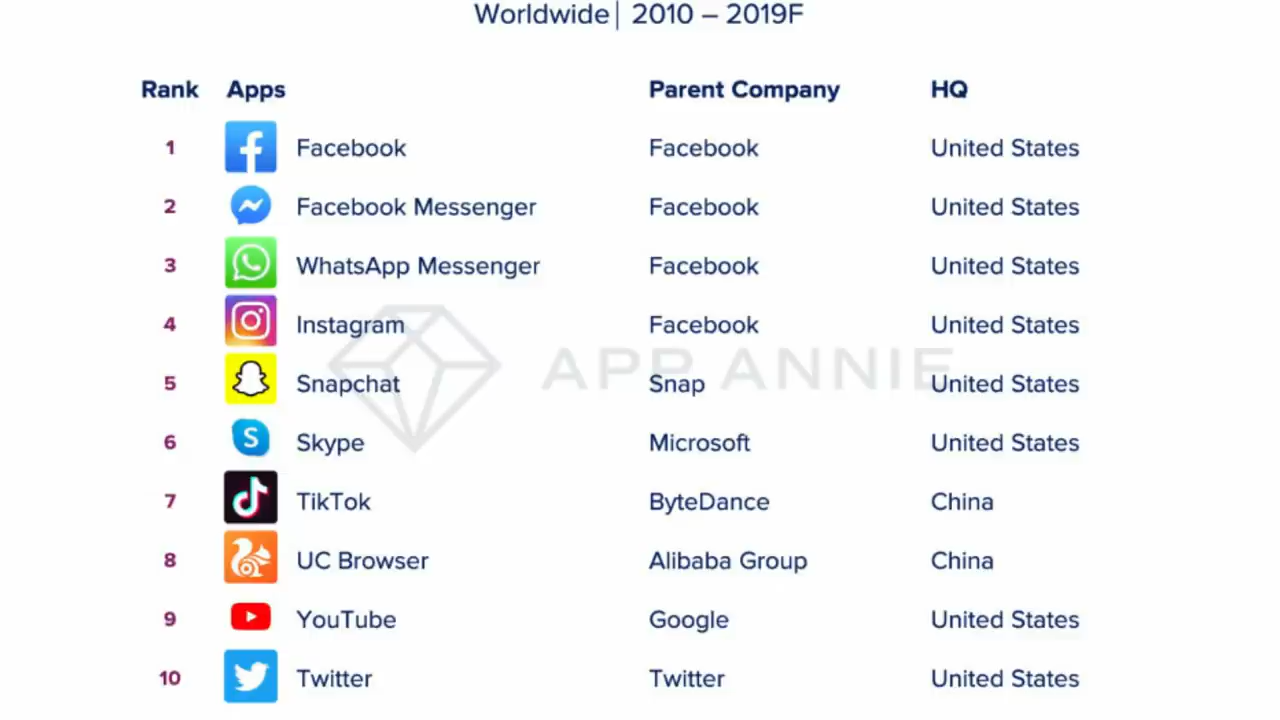 Worldwide| 2010 – 2019F
Rank Apps Parent Company HQ
1 Facebook Facebook United States
2 Facebook Messenger Facebook United States
3 WhatsApp Messenger Facebook United States
4 Instagram Facebook United States
APP ANNIE
5 Snapchat Snap United States
6 Skype Microsoft United States
7 TikTok ByteDance China
8 UC Browser Alibaba Group China
9 YouTube Google United States
10 Twitter Twitter United States